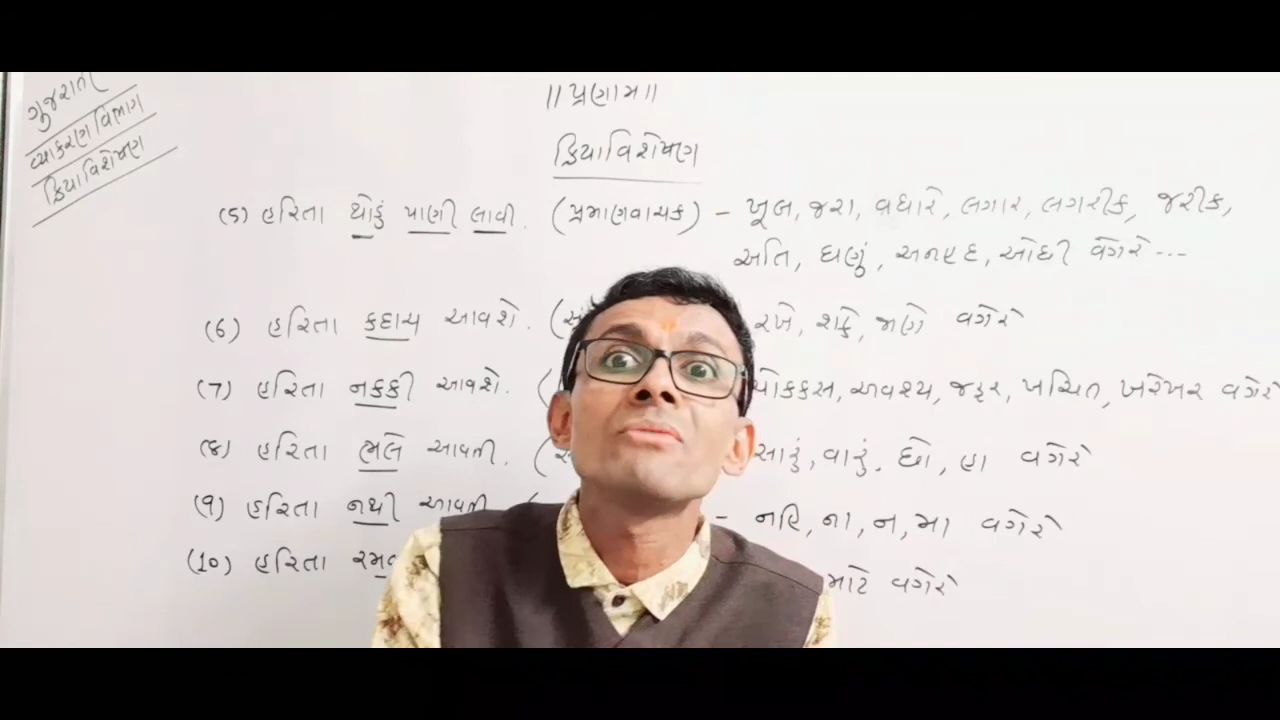 ગુજરાતી
વ્યાકરણ વિભાગ
ક્રિયાવિશેષણ
||પ્રણામ||
ક્રિયાવિશેષણ
(5) હરિતા થોડું પાણી લાવી. (પ્રમાણવાચક) - ખૂબ, જરા, વધારે, લગાર, લગરીક, જરીક,
અતિ, ઘણું, અનહદ, ઓછી વગેરે ---
(6) હરિતા કદાચ આવશે. રખે, શકે, જાણે વગેરે
(7) હરિતા નક્કી આવશે. ચોક્કસ, અવશ્ય, જરૂર, ખચિત, ખરેખર વગેરે
(8) હરિતા ભલે આવતી. સારું, વારું, છો, હા વગેરે
(9) હરિતા નથી આવતી - નહિ, ના, ન, મા વગેરે
(10) હરિતા માટે વગેરે